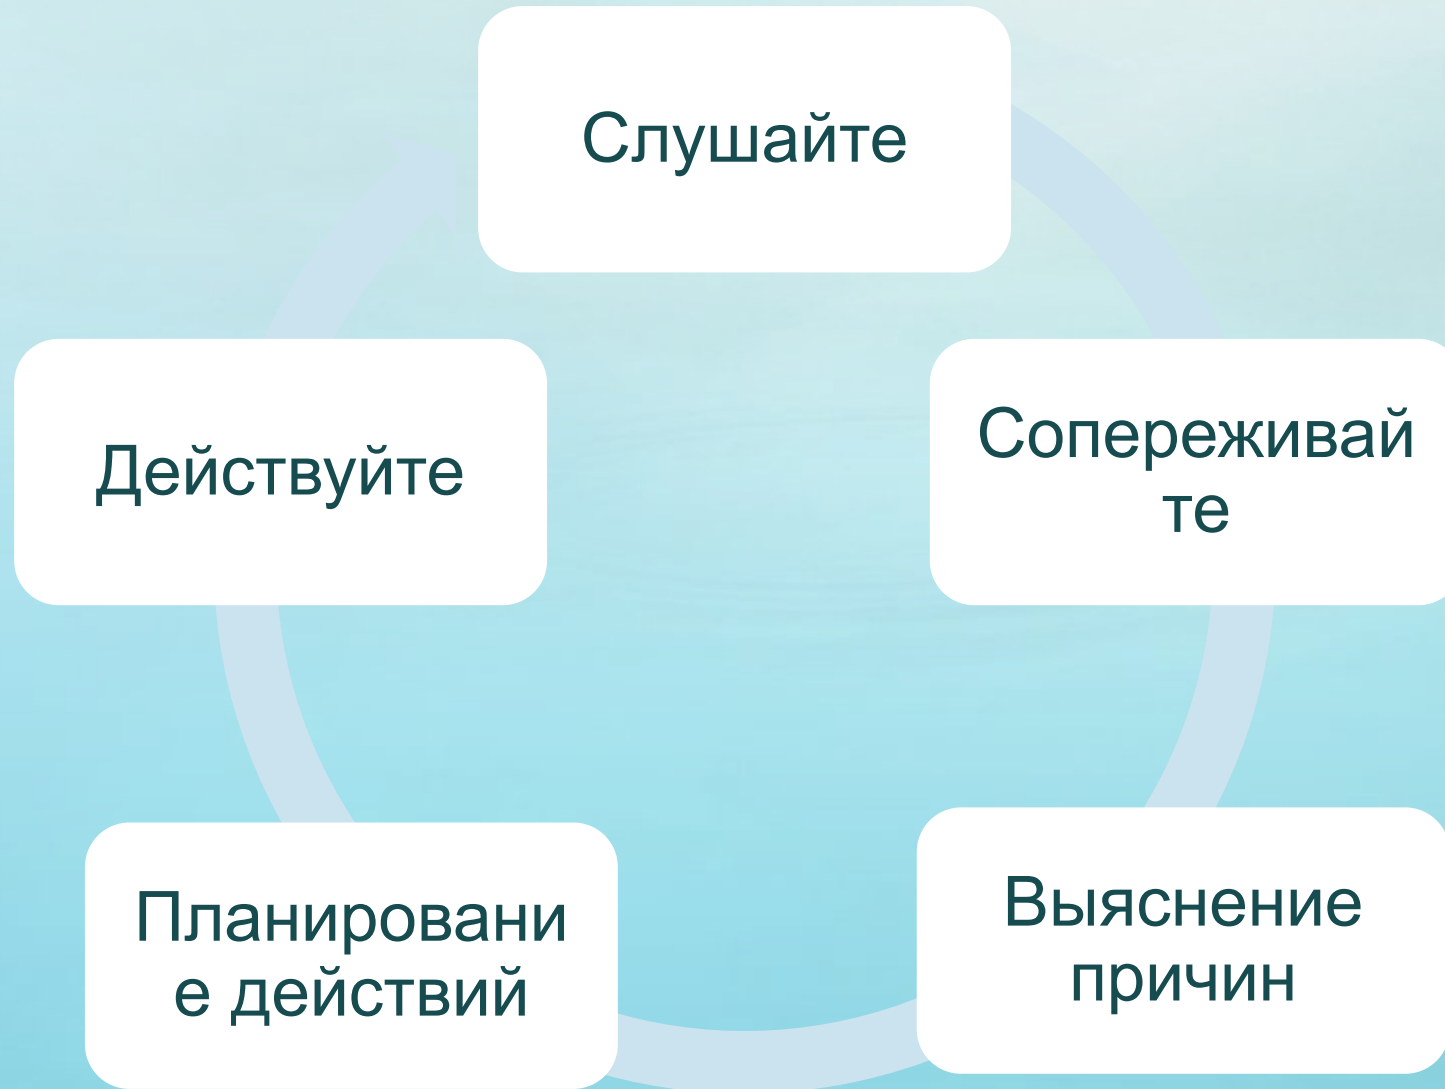 Слушайте
Сопереживай
те
Выяснение
причин
Планировани
е действий
Действуйте